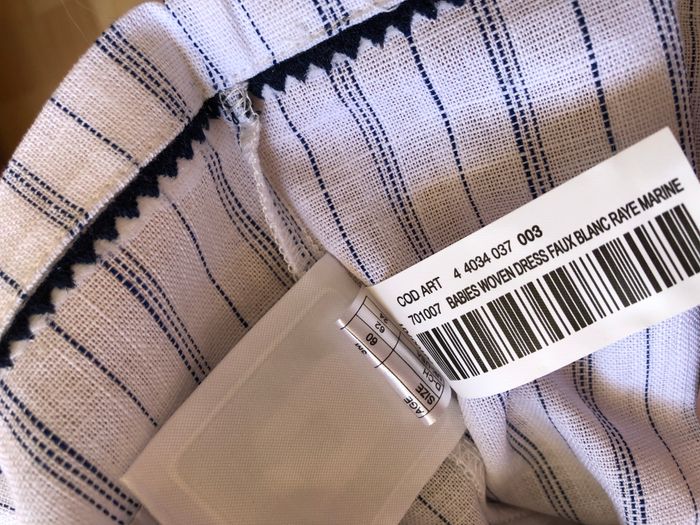 COD ART 4 4034 037 003
701007 BABIES WOVEN DRESS FAUX BLANC RAYE MARINE
AGE
SIZE
60
62